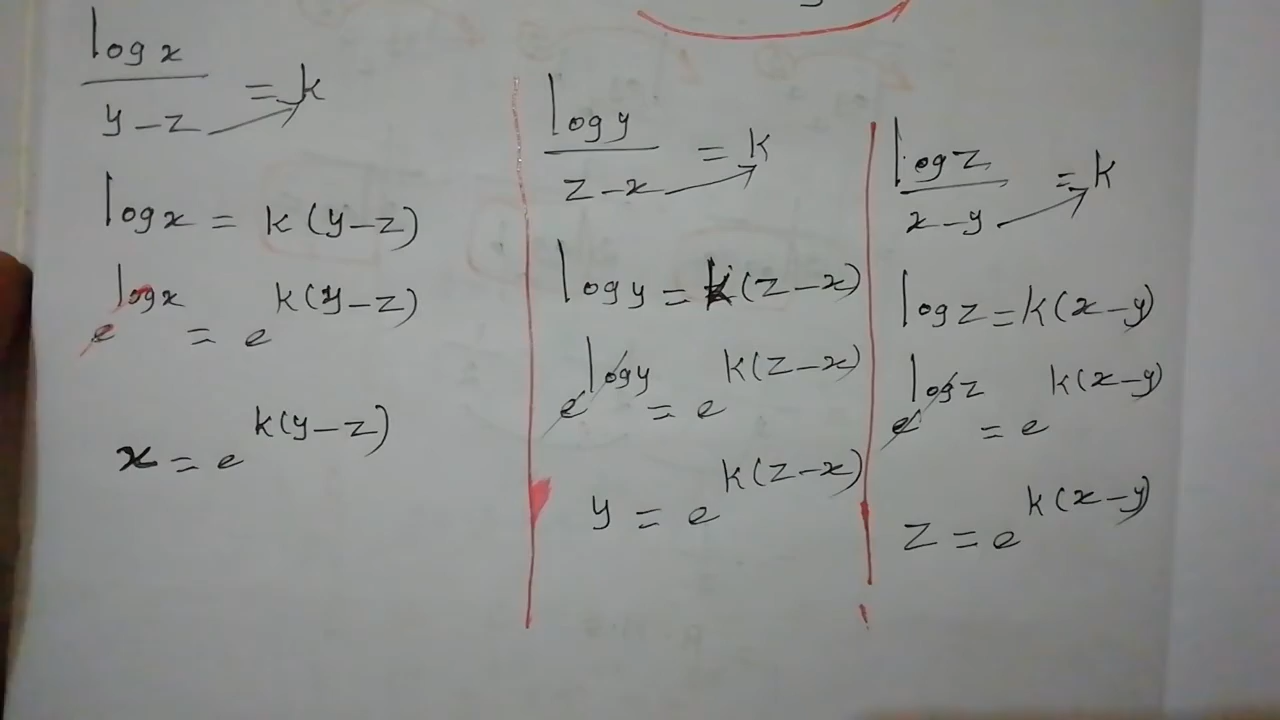 log x / y - z = k
log x = k (y - z)
e^log x = e^k(y - z)
x = e^k(y - z)
log y / z - x = k
log y = k (z - x)
e^log y = e^k(z - x)
y = e^k(z - x)
log z / x - y = k
log z = k (x - y)
e^log z = e^k(x - y)
z = e^k(x - y)